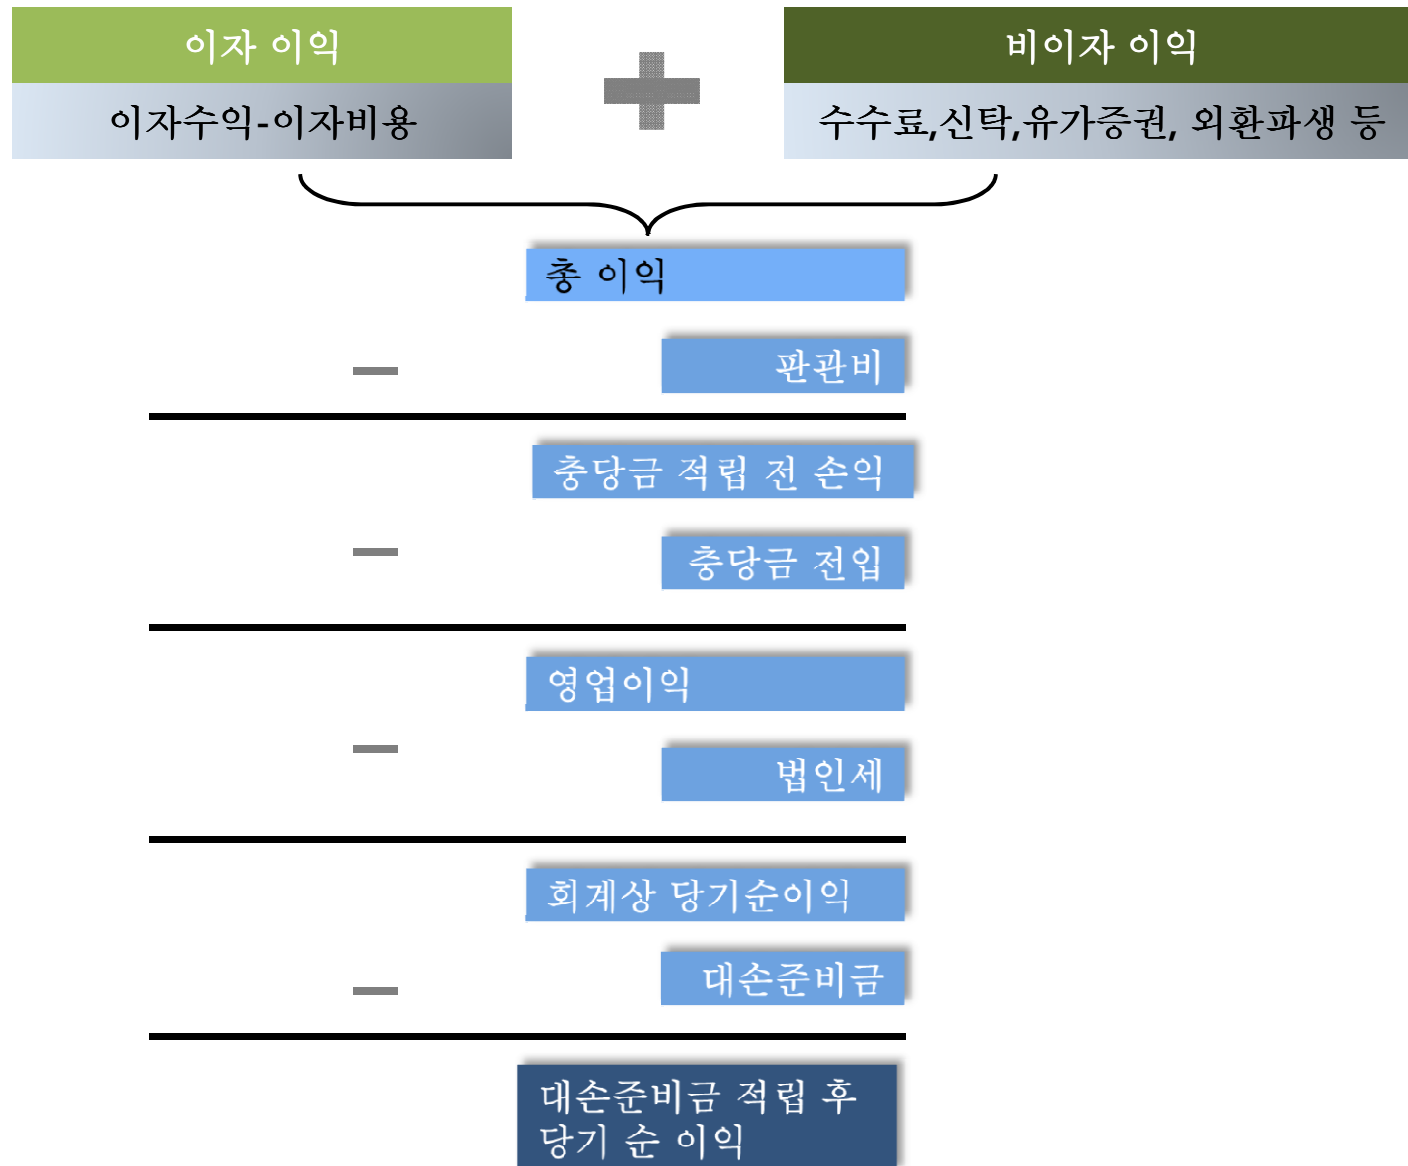 이자 이익
비이자 이익
이자수익-이자비용
수수료,신탁,유가증권, 외환파생 등
총 이익
판관비
충당금 적립 전 손익
충당금 전입
영업이익
법인세
회계상 당기순이익
대손준비금
대손준비금 적립 후
당기 순 이익